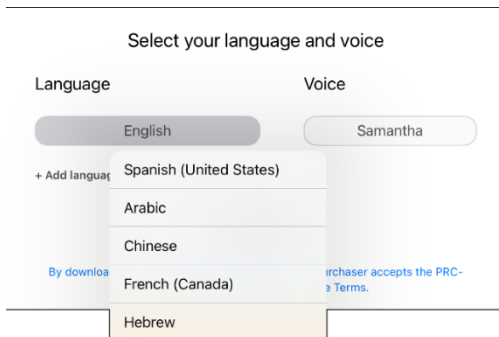 Select your language and voice
Language Voice
English Samantha
+ Add languag
Spanish (United States)
Arabic
Chinese
French (Canada)
Hebrew
By downloa urchaser accepts the PRC-
e Terms.